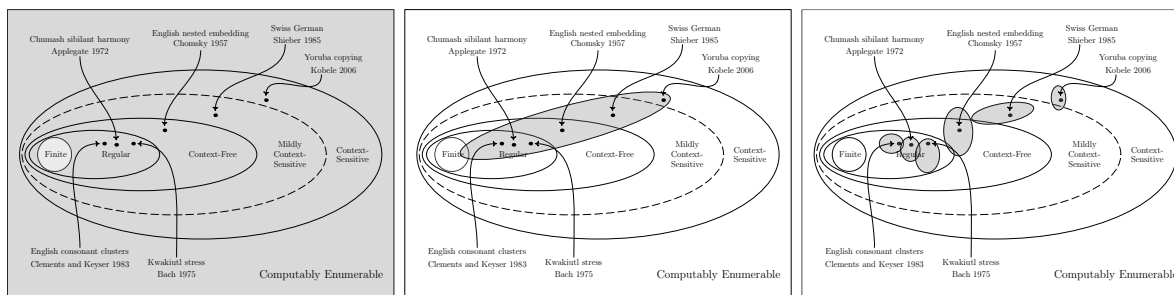 Chumash sibilant harmony
Applegate 1972
English nested embedding
Chomsky 1957
Swiss German
Shieber 1985
Yoruba copying
Kobele 2006
Finite
Regular
Context-Free
Mildly
Context-
Sensitive
Context-
Sensitive
English consonant clusters
Clements and Keyser 1983
Kwakiutl stress
Bach 1975
Computably Enumerable
Chumash sibilant harmony
Applegate 1972
English nested embedding
Chomsky 1957
Swiss German
Shieber 1985
Yoruba copying
Kobele 2006
Finite
Regular
Context-Free
Mildly
Context-
Sensitive
Context-
Sensitive
English consonant clusters
Clements and Keyser 1983
Kwakiutl stress
Bach 1975
Computably Enumerable
Chumash sibilant harmony
Applegate 1972
English nested embedding
Chomsky 1957
Swiss German
Shieber 1985
Yoruba copying
Kobele 2006
Finite
Regular
Context-Free
Mildly
Context-
Sensitive
Context-
Sensitive
English consonant clusters
Clements and Keyser 1983
Kwakiutl stress
Bach 1975
Computably Enumerable